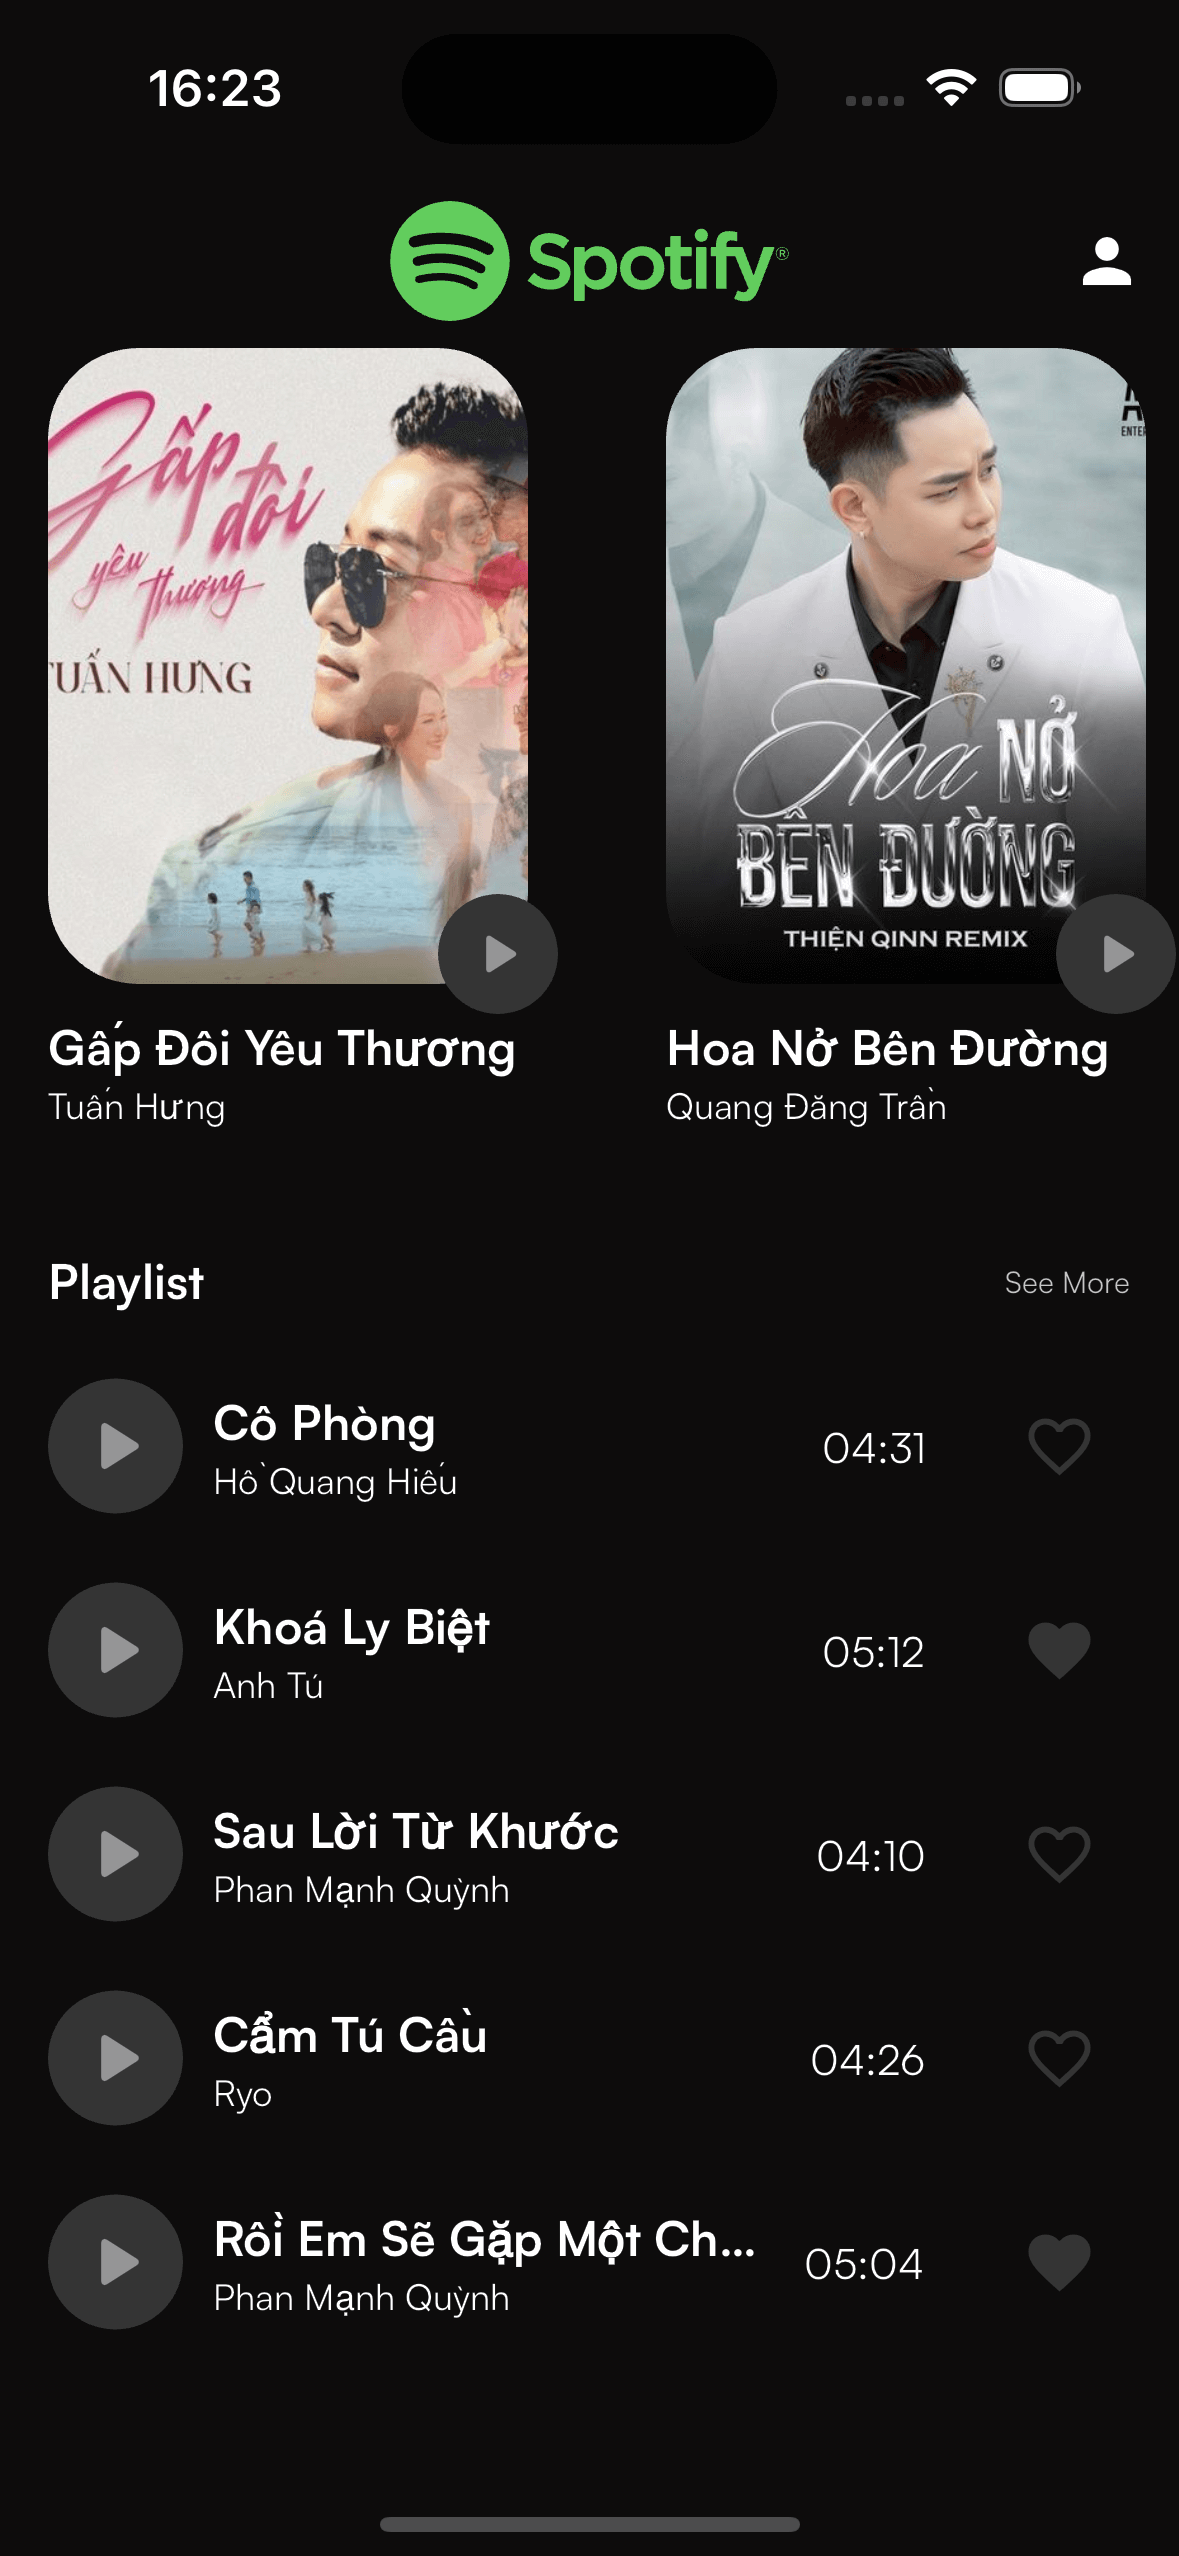 16:23
Spotify®
Gấp đôi
yêu thương
TUẤN HƯNG
ENTER
Hoa NỞ
BÊN ĐƯỜNG
THIỆN QINN REMIX
Gấp Đôi Yêu Thương
Tuấn Hưng
Hoa Nở Bên Đường
Quang Đăng Trần
Playlist
See More
Cô Phòng
Hồ Quang Hiếu
04:31
Khoá Ly Biệt
Anh Tú
05:12
Sau Lời Từ Khước
Phan Mạnh Quỳnh
04:10
Cẩm Tú Cầu
Ryo
04:26
Rồi Em Sẽ Gặp Một Ch...
Phan Mạnh Quỳnh
05:04